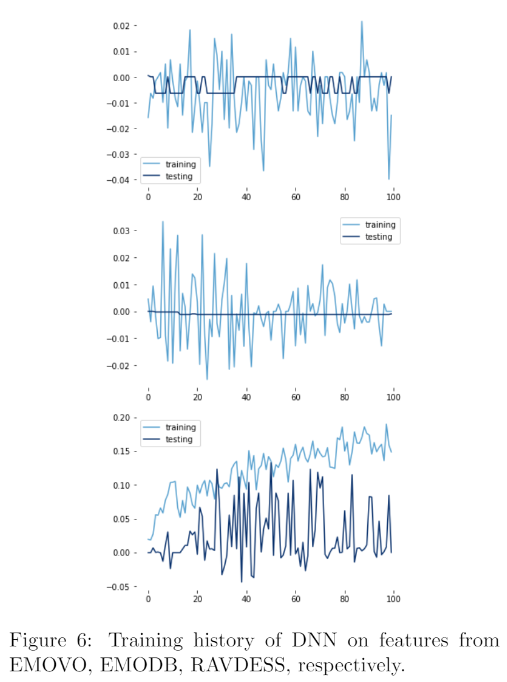 0.02
0.01
0.00
−0.01
−0.02
−0.03
−0.04
training
testing
0 20 40 60 80 100
0.03
0.02
0.01
0.00
−0.01
−0.02
training
testing
0 20 40 60 80 100
0.20
0.15
0.10
0.05
0.00
−0.05
training
testing
0 20 40 60 80 100
Figure 6: Training history of DNN on features from
EMOVO, EMODB, RAVDESS, respectively.